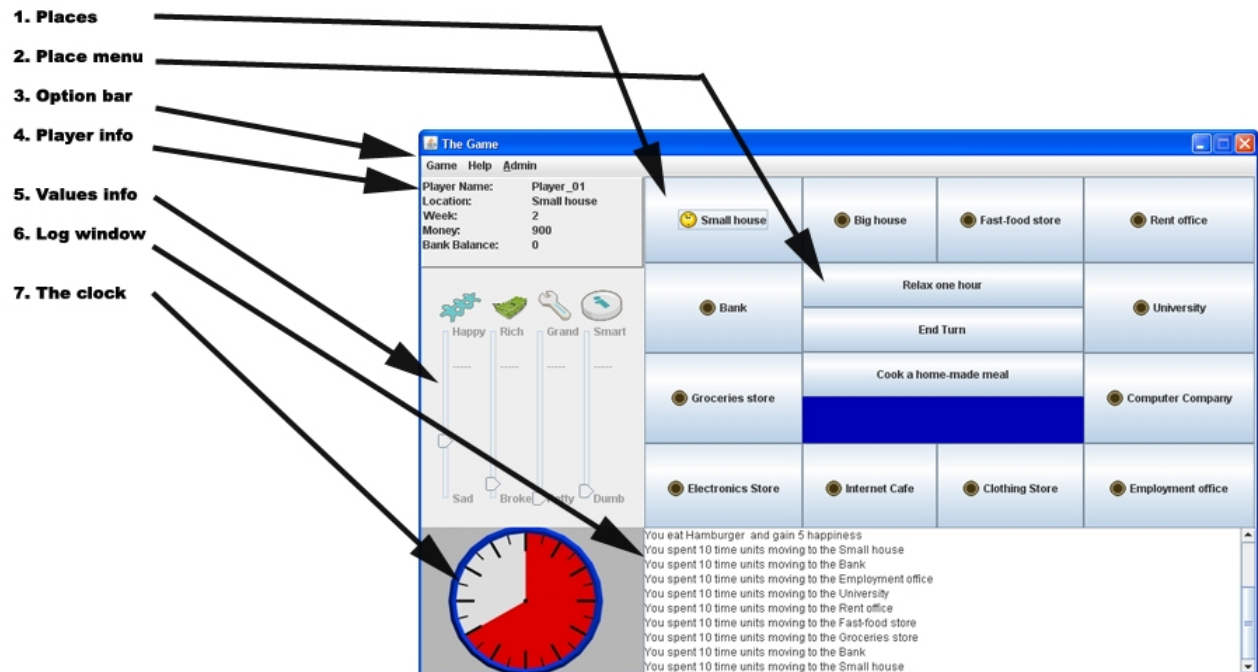 1. Places
2. Place menu
3. Option bar
4. Player info
5. Values info
6. Log window
7. The clock
The Game
Game Help Admin
Player Name: Player_01
Location: Small house
Week: 2
Money: 900
Bank Balance: 0
Small house
Big house
Fast-food store
Rent office
Bank
Relax one hour
End Turn
Cook a home-made meal
University
Groceries store
Computer Company
Electronics Store
Internet Cafe
Clothing Store
Employment office
Happy Rich Grand Smart
----- ----- ----- -----
Sad Broke Petty Dumb
You eat Hamburger and gain 5 happiness
You spent 10 time units moving to the Small house
You spent 10 time units moving to the Bank
You spent 10 time units moving to the Employment office
You spent 10 time units moving to the University
You spent 10 time units moving to the Rent office
You spent 10 time units moving to the Fast-food store
You spent 10 time units moving to the Groceries store
You spent 10 time units moving to the Bank
You spent 10 time units moving to the Small house